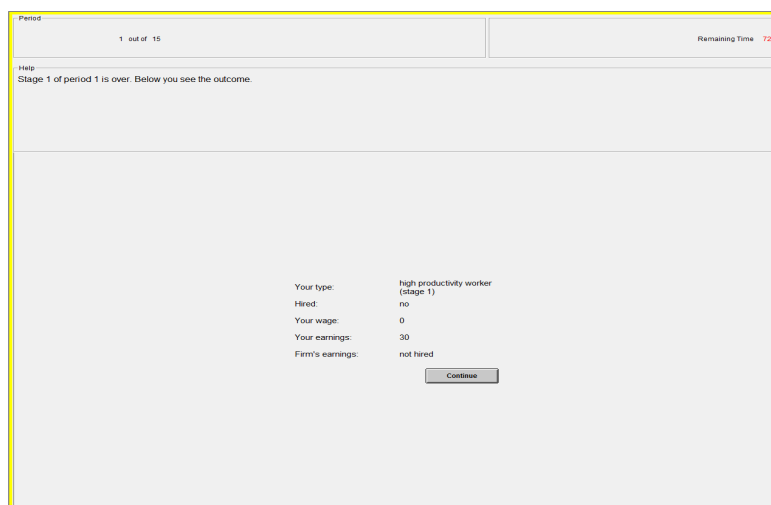 Period
1 out of 15
Remaining Time 72
Help
Stage 1 of period 1 is over. Below you see the outcome.
Your type: high productivity worker
(stage 1)
Hired: no
Your wage: 0
Your earnings: 30
Firm's earnings: not hired
Continue